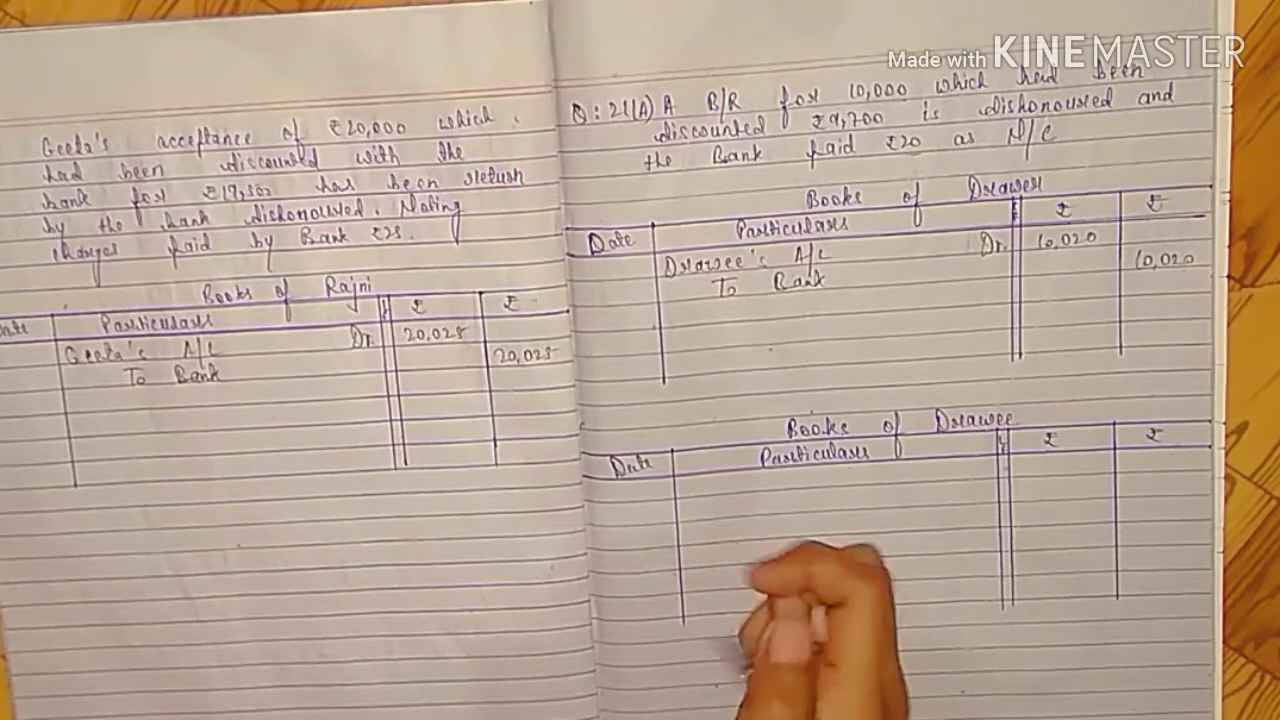 Made with KINEMASTER
Geeta's acceptance of ₹20,000 which
had been discounted with the
bank for ₹19,500 has been return
by the bank dishonoured. Noting
charges paid by Bank ₹25.
Books of Rajni
Date Particulars ₹ ₹
Geeta's A/c Dr. 20,025
To Bank 20,025
Q: 21(A) A B/R for 10,000 which had been
discounted ₹9,700 is dishonoured and
the Bank paid ₹20 as N/C
Books of Drawer
Date Particulars ₹ ₹
Drawee's A/c Dr. 10,020
To Bank 10,020
Books of Drawee
Date Particulars ₹ ₹